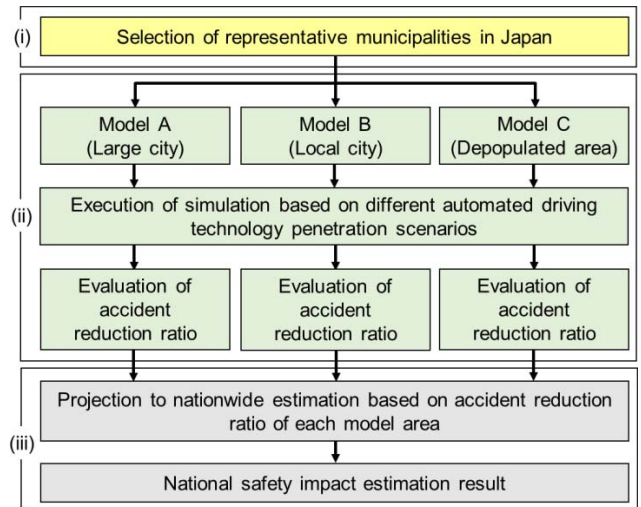 (i)
Selection of representative municipalities in Japan
(ii)
Model A
(Large city)
Model B
(Local city)
Model C
(Depopulated area)
Execution of simulation based on different automated driving
technology penetration scenarios
Evaluation of
accident
reduction ratio
Evaluation of
accident
reduction ratio
Evaluation of
accident
reduction ratio
(iii)
Projection to nationwide estimation based on accident reduction
ratio of each model area
National safety impact estimation result